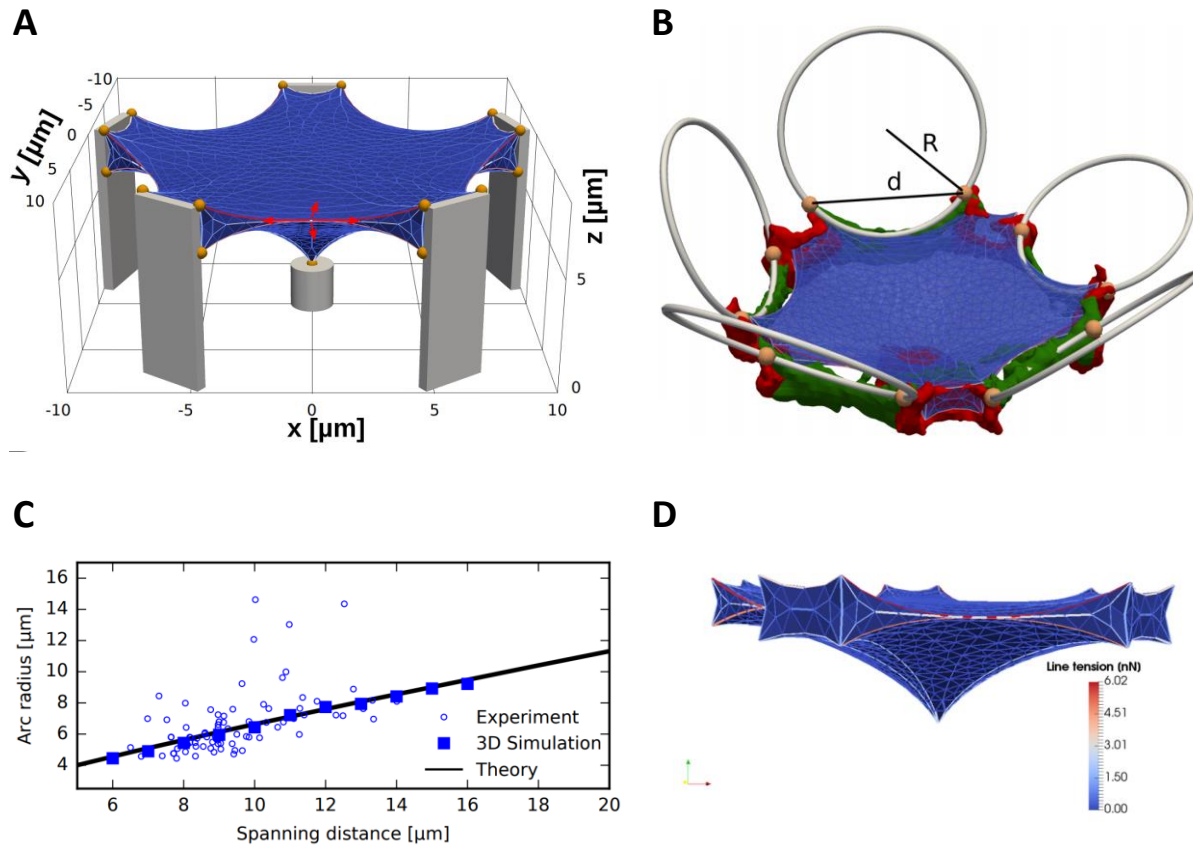 A
-10
-5
0
5
10
y [µm]
z [µm]
5
0
-10
-5
0
5
10
x [µm]
B
R
d
C
16
14
12
10
8
6
4
Arc radius [µm]
Experiment
3D Simulation
Theory
6 8 10 12 14 16 18 20
Spanning distance [µm]
D
Line tension (nN)
6.02
4.51
3.01
1.50
0.00